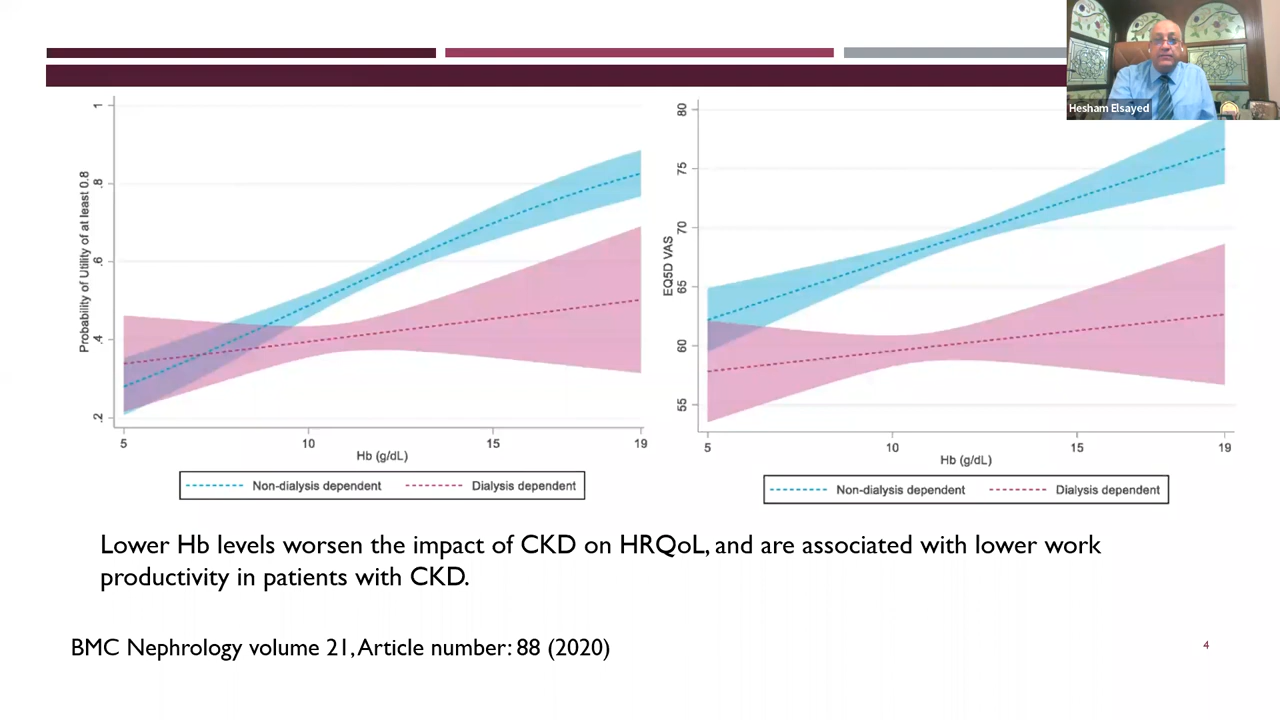 Hesham Elsayed
1
.8
.6
.4
.2
Probability of Utility of at least 0.8
5 10 15 19
Hb (g/dL)
Non-dialysis dependent Dialysis dependent
80
75
70
65
60
55
EQ5D VAS
5 10 15 19
Hb (g/dL)
Non-dialysis dependent Dialysis dependent
Lower Hb levels worsen the impact of CKD on HRQoL, and are associated with lower work
productivity in patients with CKD.
BMC Nephrology volume 21, Article number: 88 (2020)
4